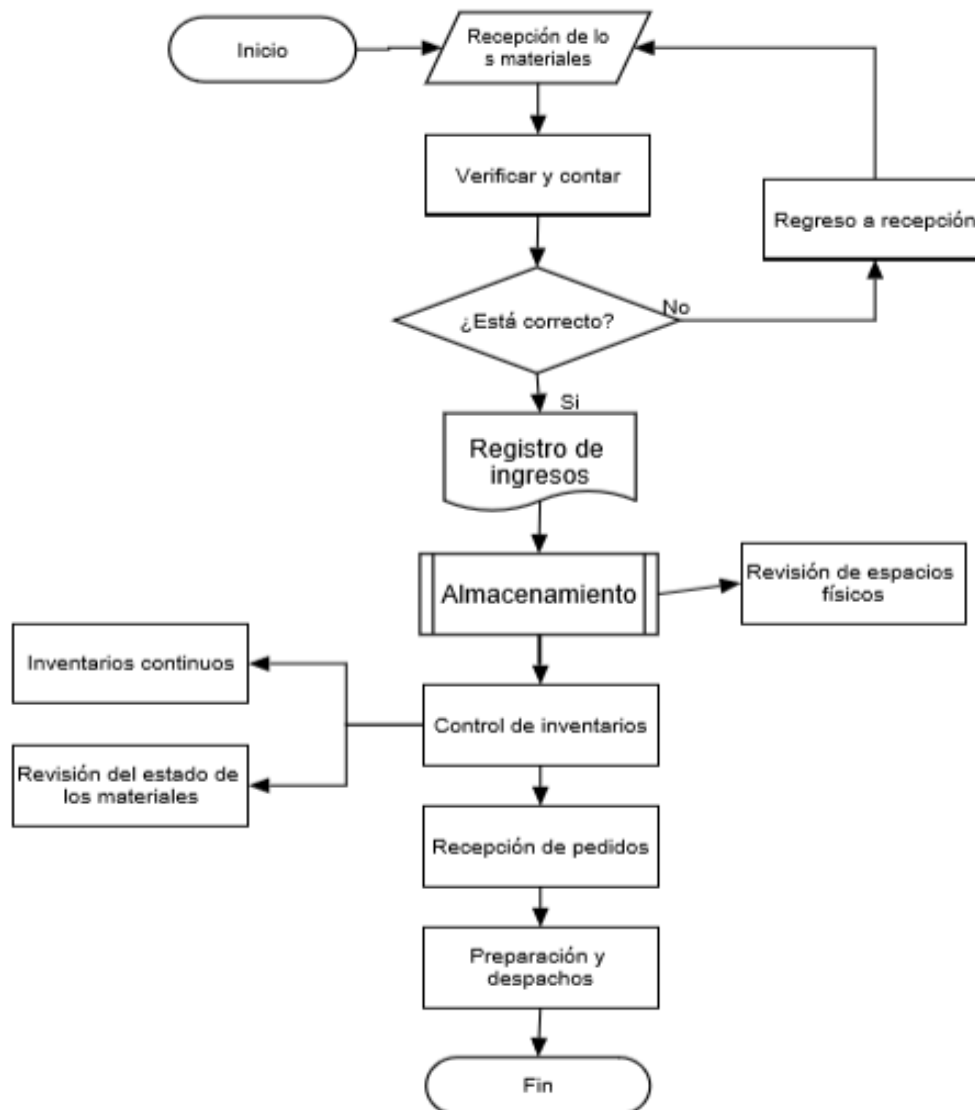 Inicio
Recepción de lo
s materiales
Verificar y contar
Regreso a recepción
¿Está correcto?
No
Si
Registro de
ingresos
Almacenamiento
Revisión de espacios
físicos
Inventarios continuos
Control de inventarios
Revisión del estado de
los materiales
Recepción de pedidos
Preparación y
despachos
Fin